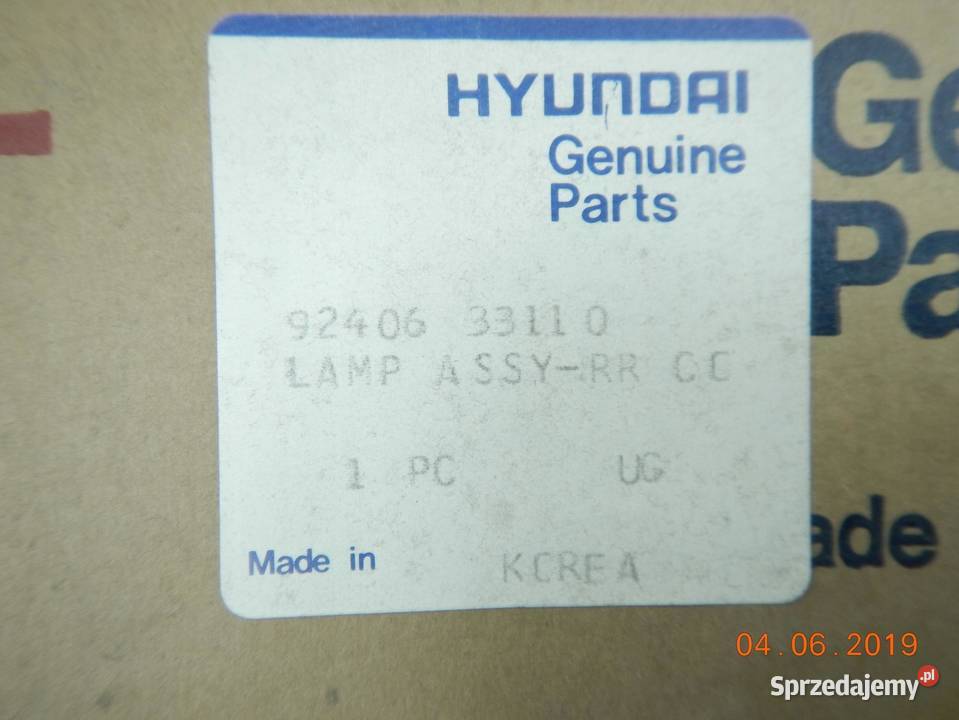 HYUNDAI
Genuine
Parts
92406 33110
LAMP ASSY-RR CC
1 PC UG
Made in KCREA
Ge
Pa
ade
04.06.2019
Sprzedajemy.pl